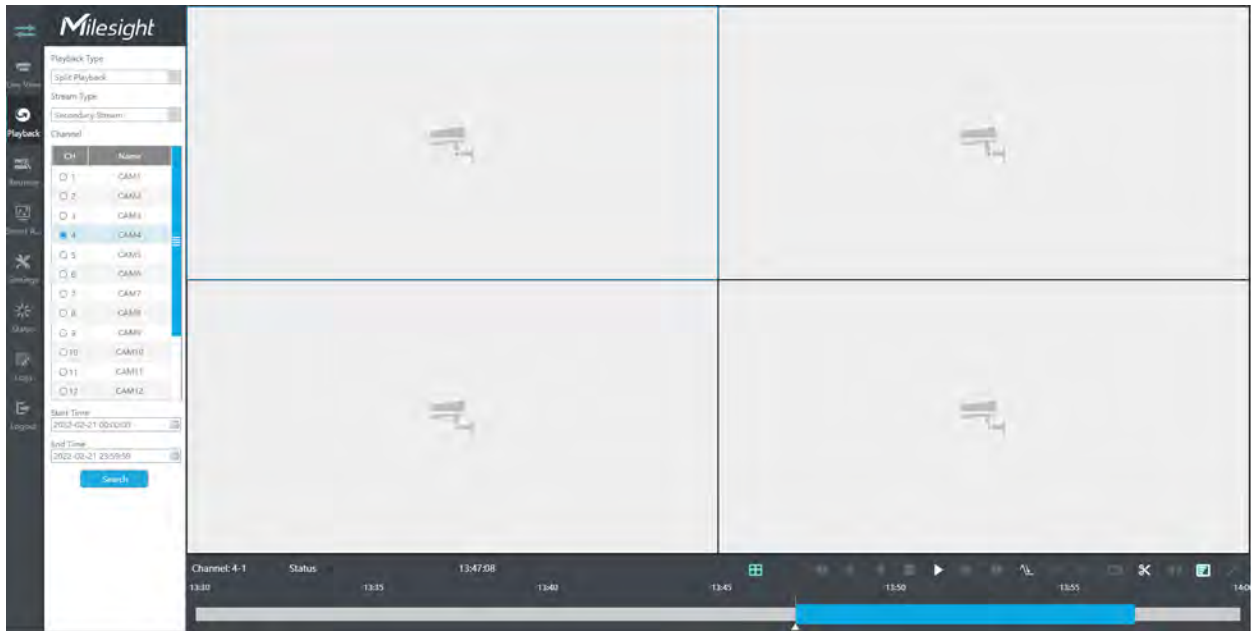 Milesight
Live View
Playback
Retrieve
Smart A...
Settings
Status
Logs
Logout
Playback Type
Split Playback
Stream Type
Secondary Stream
Channel
CH Name
1 CAM1
2 CAM2
3 CAM3
4 CAM4
5 CAM5
6 CAM6
7 CAM7
8 CAM8
9 CAM9
10 CAM10
11 CAM11
12 CAM12
Start Time
2022-02-21 00:00:00
End Time
2022-02-21 23:59:59
Search
Channel: 4-1 Status 13:47:08
13:30 13:35 13:40 13:45 13:50 13:55